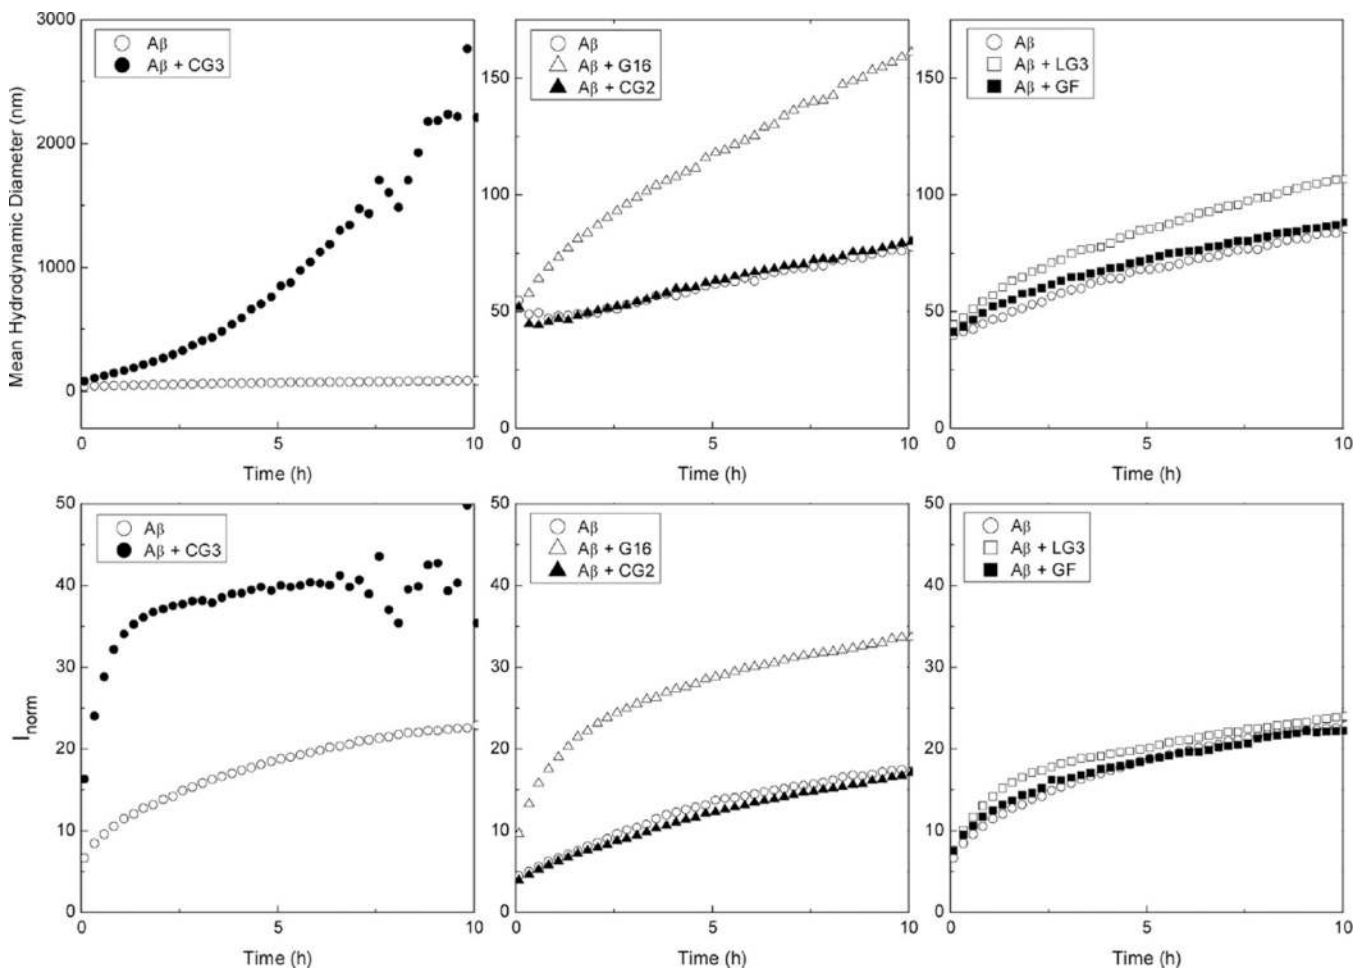 Mean Hydrodynamic Diameter (nm)
3000
2000
1000
0
Aβ
Aβ + CG3
0
5
10
Time (h)
150
100
50
0
Aβ
Aβ + G16
Aβ + CG2
0
5
10
Time (h)
150
100
50
0
Aβ
Aβ + LG3
Aβ + GF
0
5
10
Time (h)
I norm
50
40
30
20
10
0
Aβ
Aβ + CG3
0
5
10
Time (h)
50
40
30
20
10
0
Aβ
Aβ + G16
Aβ + CG2
0
5
10
Time (h)
50
40
30
20
10
0
Aβ
Aβ + LG3
Aβ + GF
0
5
10
Time (h)